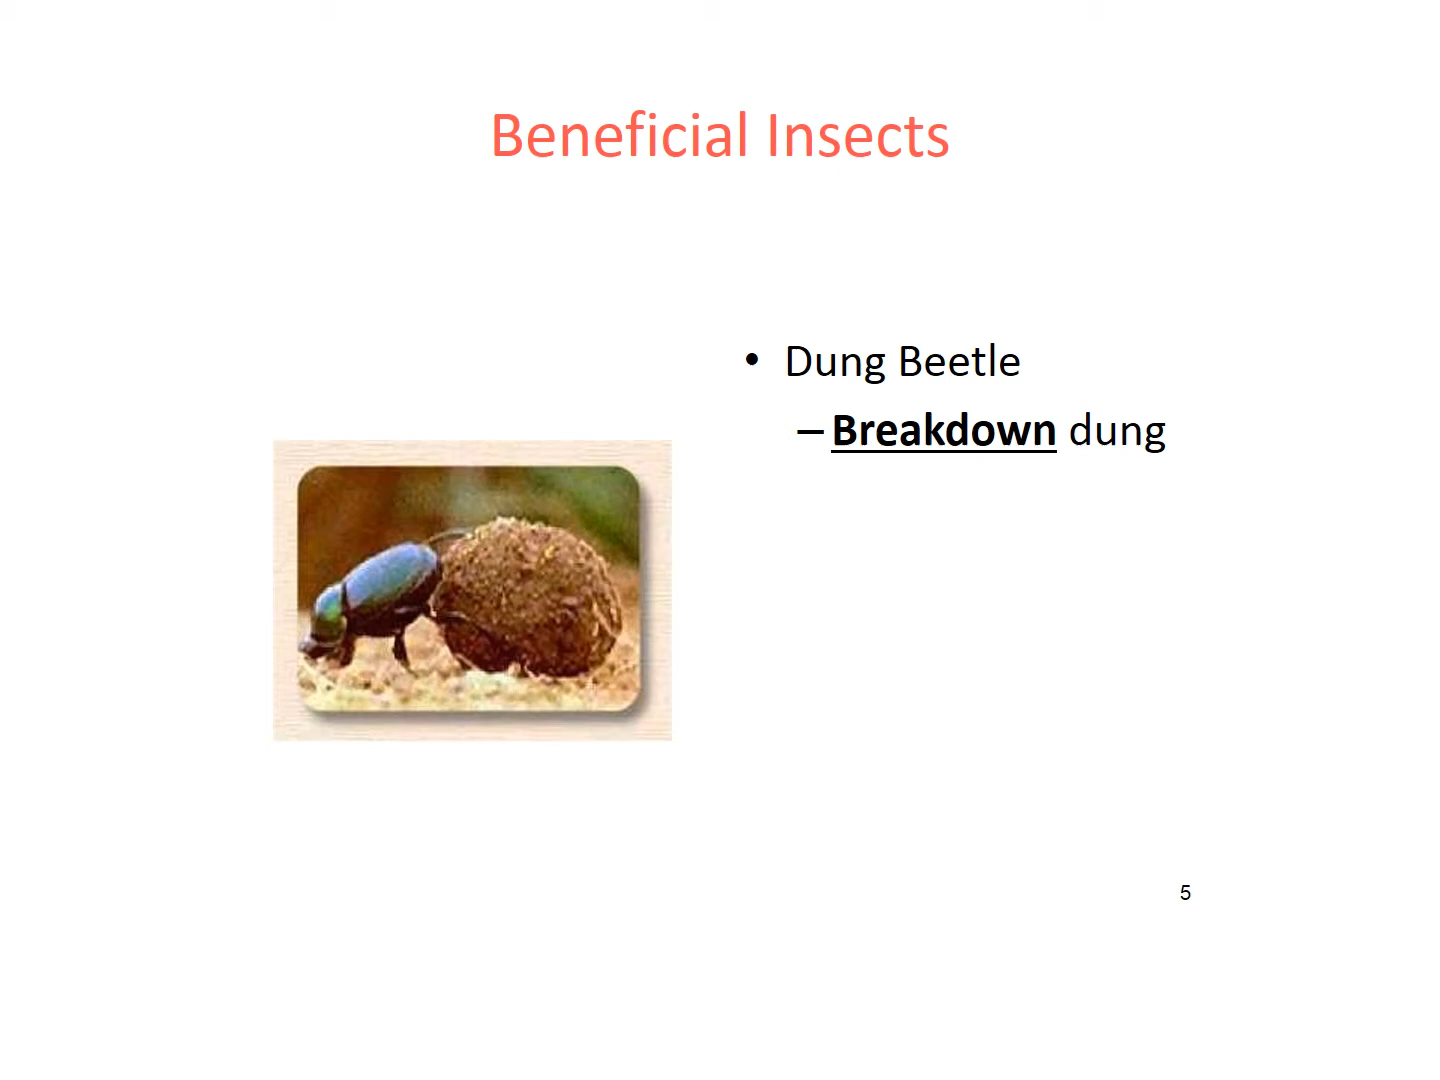 Beneficial Insects
• Dung Beetle
– Breakdown dung
5